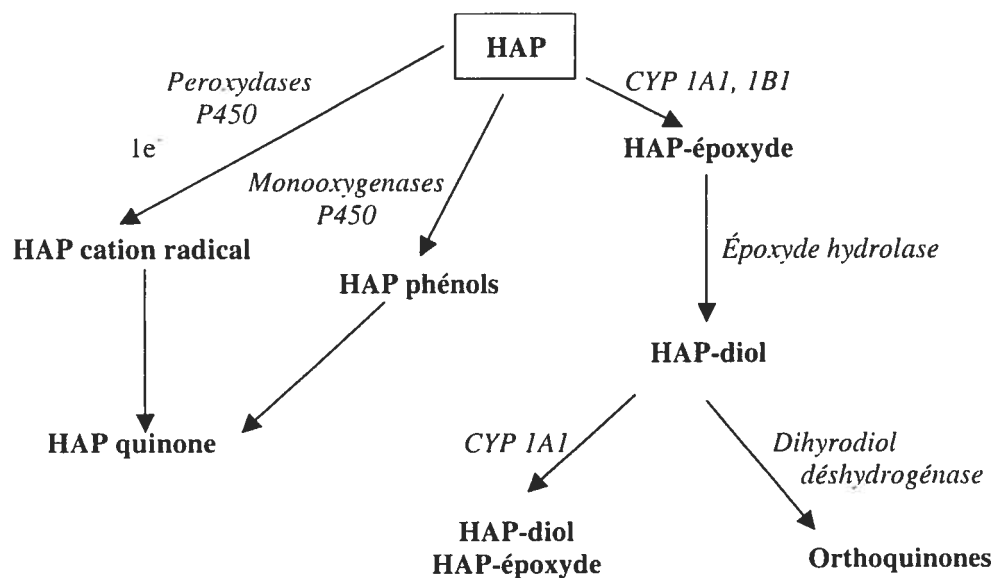 HAP
Peroxydases
P450
1e-
CYP 1A1, 1B1
HAP-époxyde
Monooxygenases
P450
HAP cation radical
HAP phénols
Époxyde hydrolase
HAP-diol
HAP quinone
CYP 1A1
Dihyrodiol
déshydrogénase
HAP-diol
HAP-époxyde
Orthoquinones